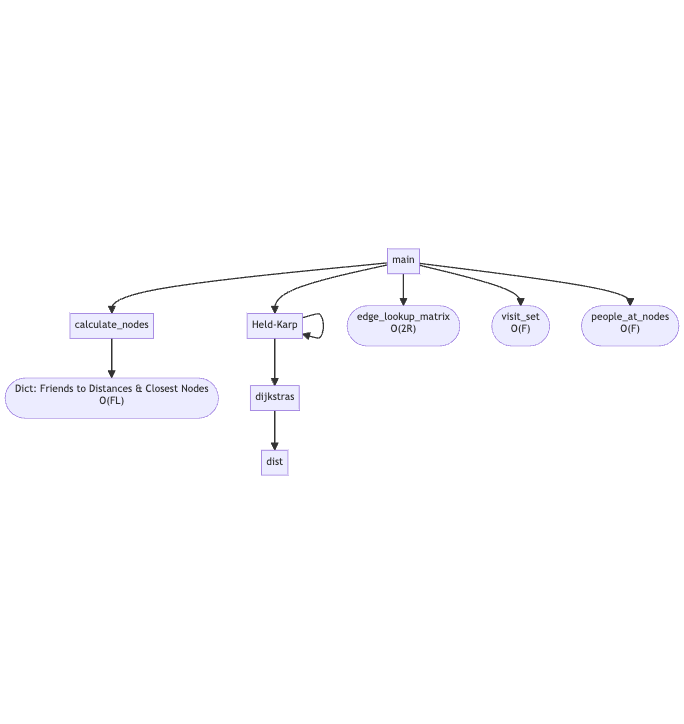 main
calculate_nodes
Held-Karp
edge_lookup_matrix
O(2R)
visit_set
O(F)
people_at_nodes
O(F)
Dict: Friends to Distances & Closest Nodes
O(FL)
dijkstras
dist